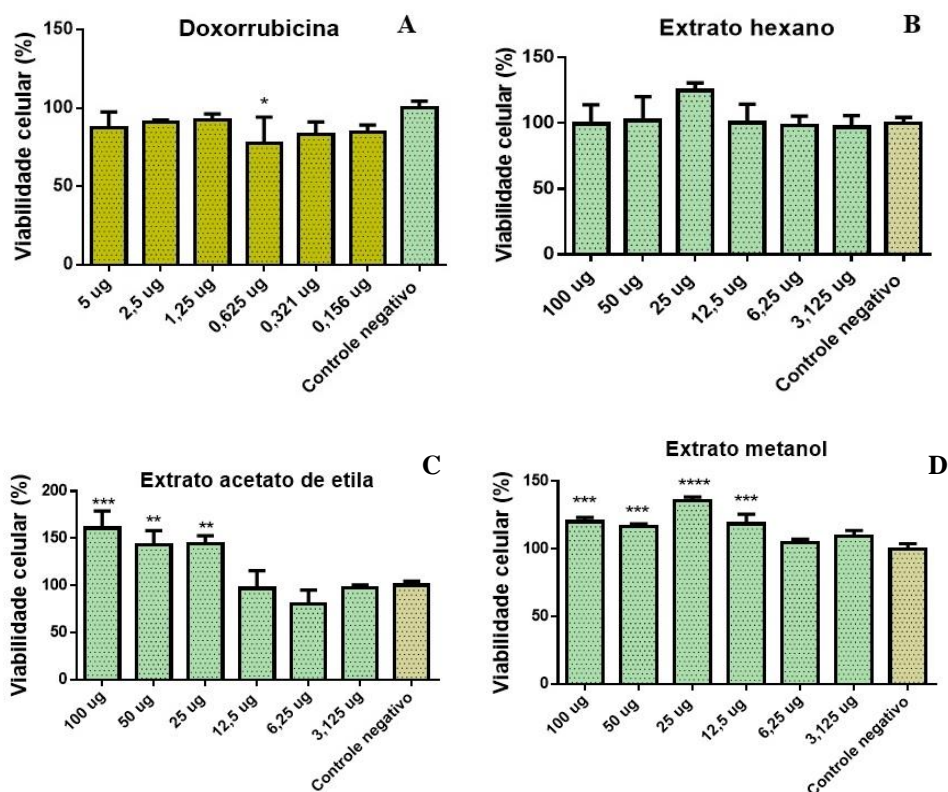 Doxorrubicina
A
Viabilidade celular (%)
150
100
50
0
*
5 ug
2,5 ug
1,25 ug
0,625 ug
0,321 ug
0,156 ug
Controle negativo
Extrato hexano
B
Viabilidade celular (%)
150
100
50
0
100 ug
50 ug
25 ug
12,5 ug
6,25 ug
3,125 ug
Controle negativo
Extrato acetato de etila
C
Viabilidade celular (%)
200
150
100
50
0
***
**
**
100 ug
50 ug
25 ug
12,5 ug
6,25 ug
3,125 ug
Controle negativo
Extrato metanol
D
Viabilidade celular (%)
150
100
50
0
***
***
****
***
100 ug
50 ug
25 ug
12,5 ug
6,25 ug
3,125 ug
Controle negativo